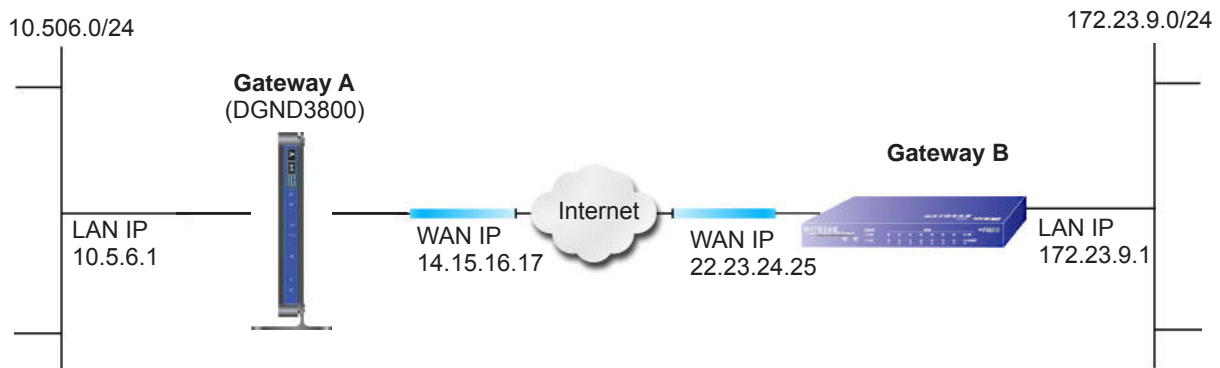 10.506.0/24
172.23.9.0/24
Gateway A
(DGND3800)
Gateway B
Internet
LAN IP
10.5.6.1
WAN IP
14.15.16.17
WAN IP
22.23.24.25
LAN IP
172.23.9.1
NETGEAR